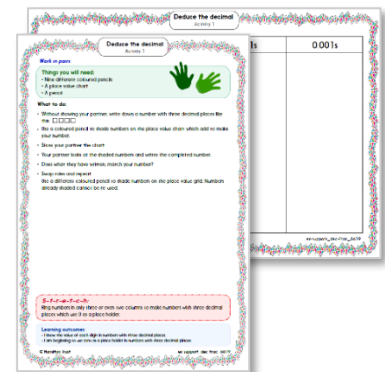 Deduce the decimal
Activity 1
0.001s
Deduce the decimal
Activity 1
Work in pairs
Things you will need:
• Nine different coloured pencils
• A place value chart
• A pencil
What to do:
• Without showing your partner, write down a number with three decimal places like
this
• Use a coloured pencil to shade numbers on the place value chart which add to make
your number.
• Show your partner the chart.
• Your partner looks at the shaded numbers and writes the completed number.
• Does what they have written match your number?
• Swap roles and repeat.
Use a different coloured pencil to shade numbers on the place value grid. Numbers
already shaded cannot be re-used.
S-t-r-e-t-c-h:
Ring numbers in only three or even two columns to make numbers with three decimal
places which use 0 as a place holder.
Learning outcomes:
• I know the value of each digit in numbers with three decimal places.
• I am beginning to use zero as a place holder in numbers with three decimal places.
© Hamilton Trust